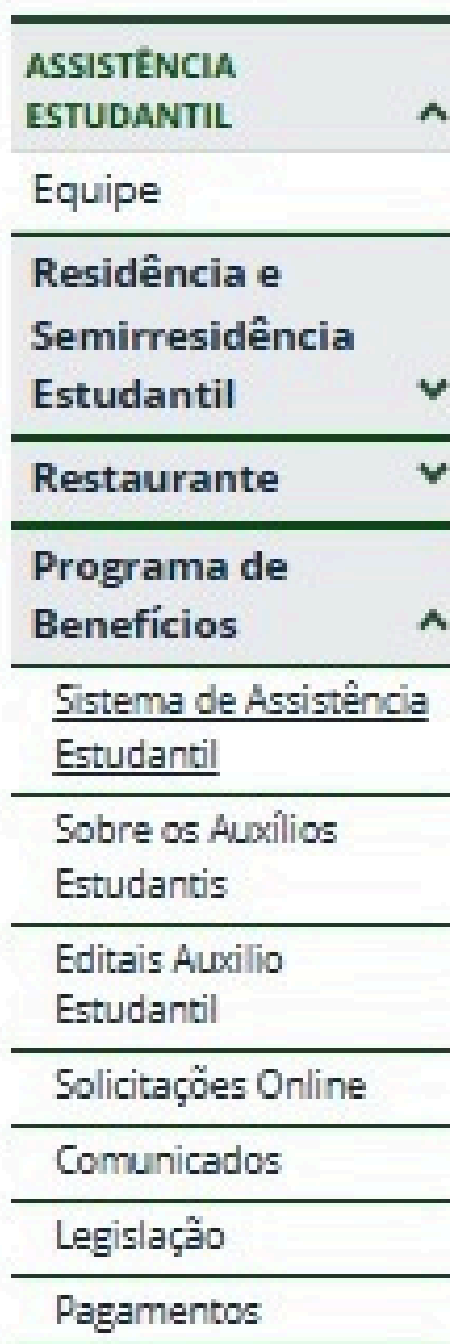 ASSISTÊNCIA
ESTUDANTIL
Equipe
Residência e
Semirresidência
Estudantil
Restaurante
Programa de
Benefícios
Sistema de Assistência
Estudantil
Sobre os Auxílios
Estudantis
Editais Auxilio
Estudantil
Solicitações Online
Comunicados
Legislação
Pagamentos